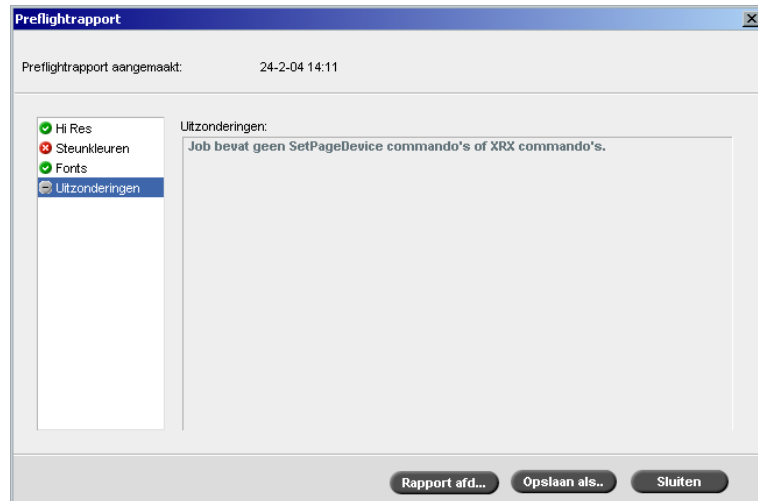 Preflightrapport
Preflightrapport aangemaakt: 24-2-04 14:11
Hi Res
Steunkleuren
Fonts
Uitzonderingen
Uitzonderingen:
Job bevat geen SetPageDevice commando's of XRX commando's.
Rapport afd... Opslaan als.. Sluiten